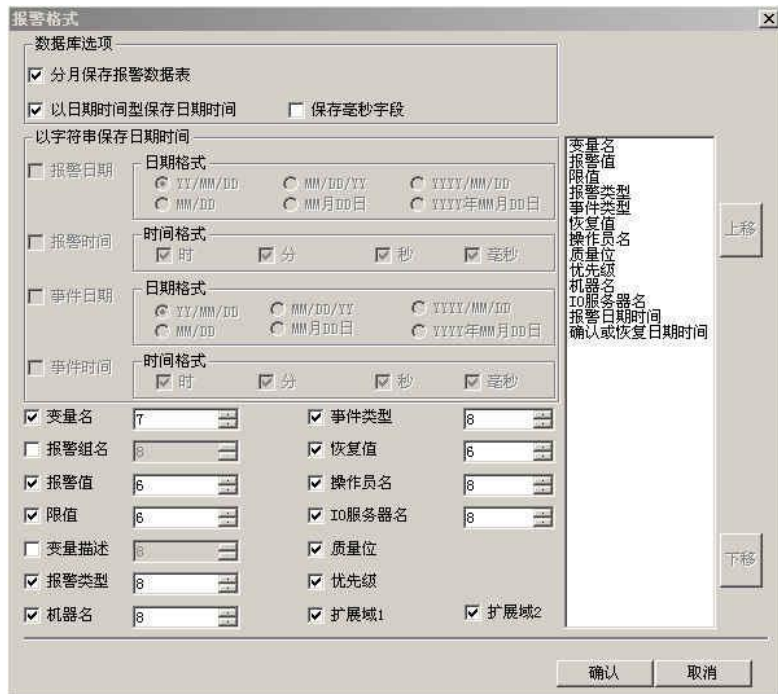 报警格式
数据库选项
分月保存报警数据表
以日期时间型保存日期时间 保存毫秒字段
以字符串保存日期时间
报警日期
日期格式
YY/MM/DD MM/DD/YY YYYY/MM/DD
MM/DD MM月DD日 YYYY年MM月DD日
报警时间
时间格式
时 分 秒 毫秒
事件日期
日期格式
YY/MM/DD MM/DD/YY YYYY/MM/DD
MM/DD MM月DD日 YYYY年MM月DD日
事件时间
时间格式
时 分 秒 毫秒
变量名 7 事件类型 8
报警组名 8 恢复值 6
报警值 6 操作员名 8
限值 6 IO服务器名 8
变量描述 8 质量位
报警类型 8 优先级
机器名 8 扩展域1 扩展域2
变量名
报警值
限值
报警类型
事件类型
恢复值
操作员名
质量位
优先级
机器名
IO服务器名
报警日期时间
确认或恢复日期时间
上移
下移
确认 取消